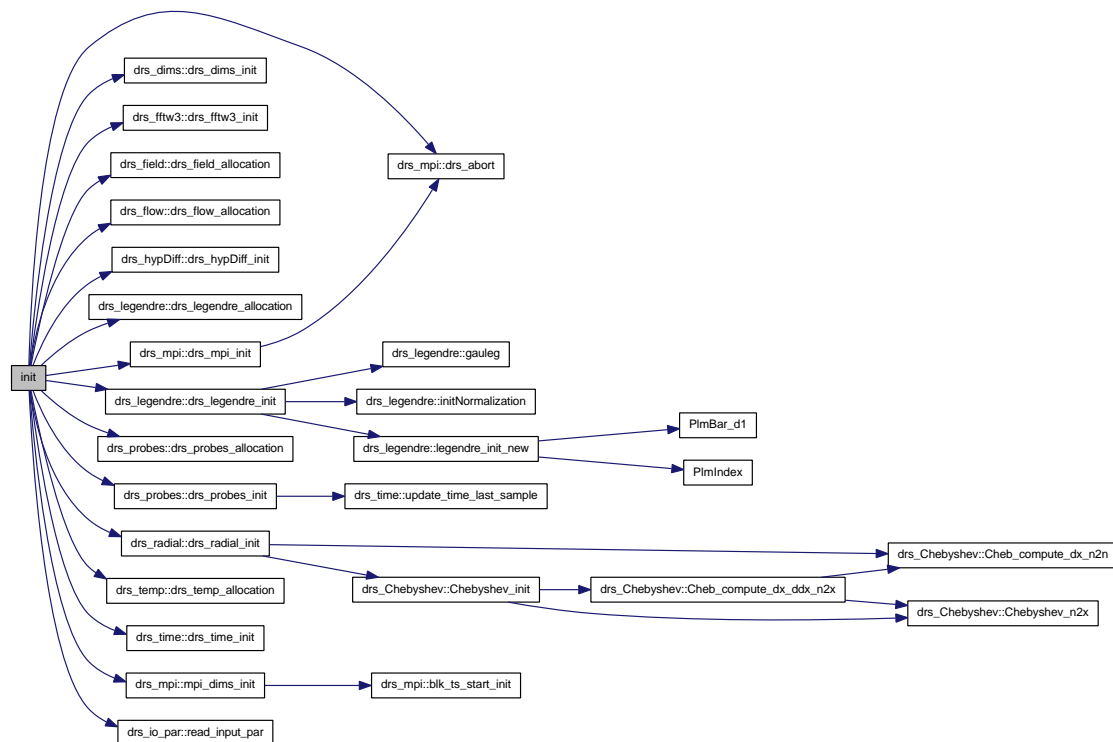 init
drs_dims::drs_dims_init
drs_fftw3::drs_fftw3_init
drs_field::drs_field_allocation
drs_flow::drs_flow_allocation
drs_hypDiff::drs_hypDiff_init
drs_legendre::drs_legendre_allocation
drs_mpi::drs_mpi_init
drs_legendre::drs_legendre_init
drs_probes::drs_probes_allocation
drs_probes::drs_probes_init
drs_radial::drs_radial_init
drs_temp::drs_temp_allocation
drs_time::drs_time_init
drs_mpi::mpi_dims_init
drs_io_par::read_input_par
drs_mpi::drs_abort
drs_legendre::gauleg
drs_legendre::initNormalization
drs_legendre::legendre_init_new
drs_time::update_time_last_sample
drs_Chebyshev::Chebyshev_init
drs_mpi::blk_ts_start_init
PlmBar_d1
PlmIndex
drs_Chebyshev::Cheb_compute_dx_ddx_n2x
drs_Chebyshev::Cheb_compute_dx_n2n
drs_Chebyshev::Chebyshev_n2x